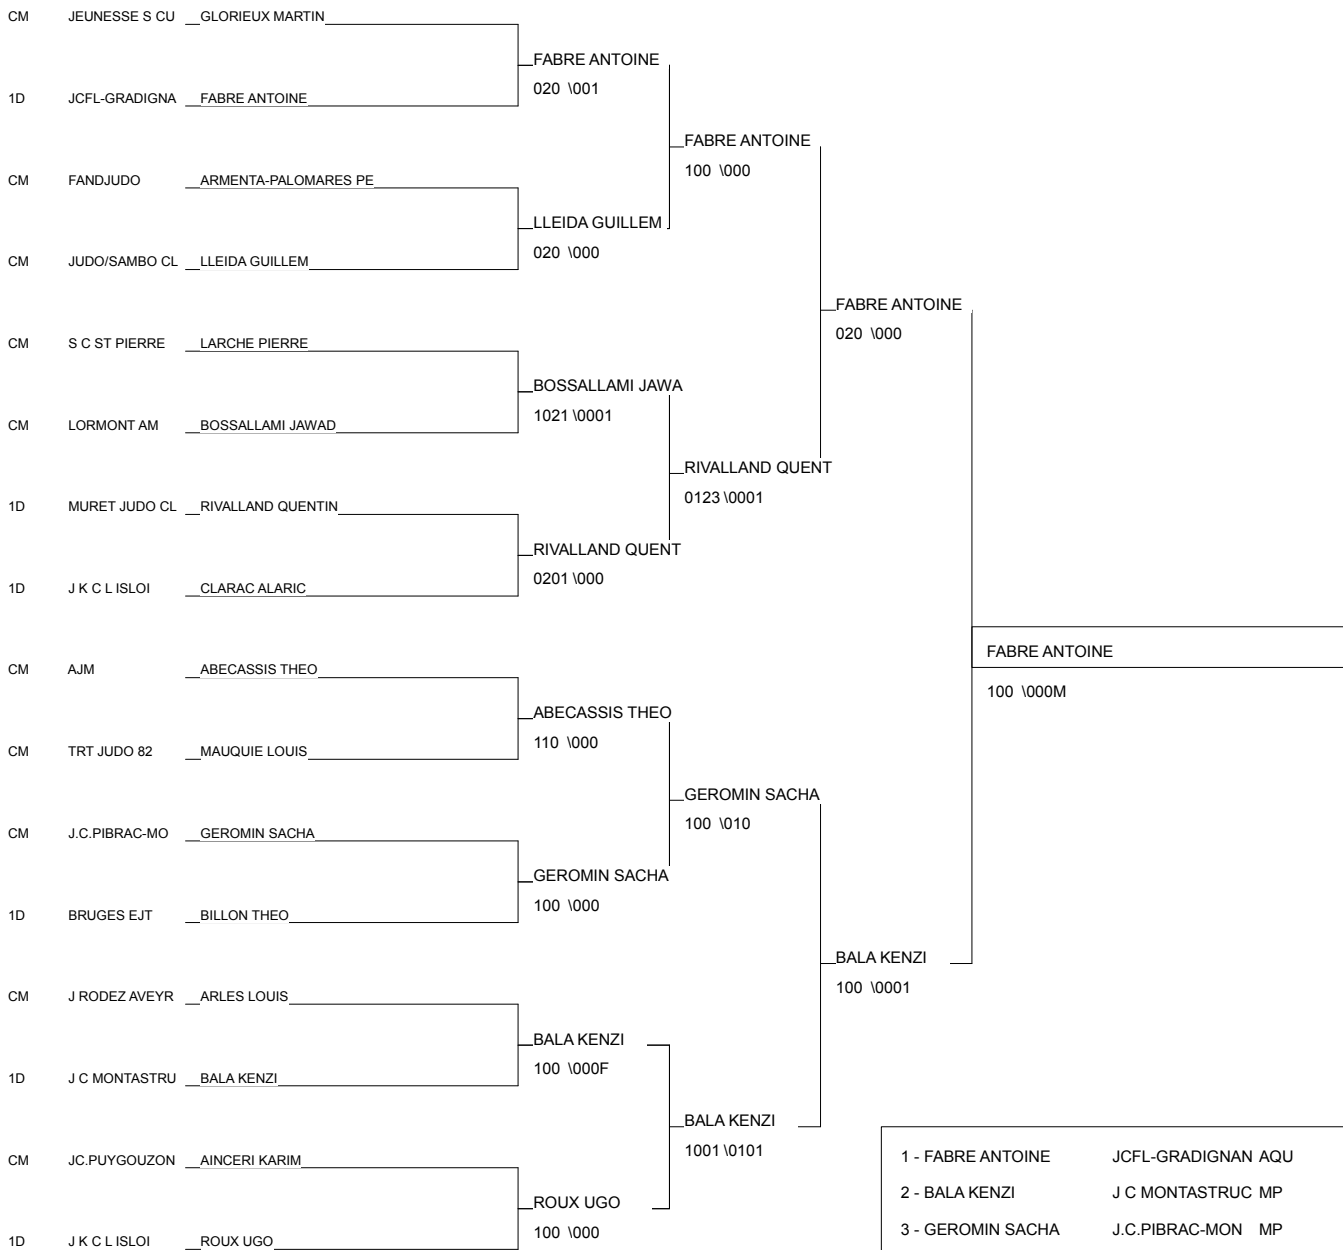 CM JEUNESSE S CU GLORIEUX MARTIN
FABRE ANTOINE
020 \001
1D JCFL-GRADIGNA FABRE ANTOINE
FABRE ANTOINE
100 \000
CM FANDJUDO ARMENTA-PALOMARES PE
LLEIDA GUILLEM
020 \000
CM JUDO/SAMBO CL LLEIDA GUILLEM
FABRE ANTOINE
020 \000
CM S C ST PIERRE LARCHE PIERRE
BOSSALLAMI JAWA
1021 \0001
CM LORMONT AM BOSSALLAMI JAWAD
RIVALLAND QUENT
0123 \0001
1D MURET JUDO CL RIVALLAND QUENTIN
RIVALLAND QUENT
0201 \000
1D J K C L ISLOI CLARAC ALARIC
FABRE ANTOINE
100 \000M
CM AJM ABECASSIS THEO
ABECASSIS THEO
110 \000
CM TRT JUDO 82 MAUQUIE LOUIS
GEROMIN SACHA
100 \010
CM J.C.PIBRAC-MO GEROMIN SACHA
GEROMIN SACHA
100 \000
1D BRUGES EJT BILLON THEO
BALA KENZI
100 \0001
CM J RODEZ AVEYR ARLES LOUIS
BALA KENZI
100 \000F
1D J C MONTASTRU BALA KENZI
BALA KENZI
1001 \0101
CM JC.PUYGOUZON AINCERI KARIM
ROUX UGO
100 \000
1D J K C L ISLOI ROUX UGO
1 - FABRE ANTOINE JCFL-GRADIGNAN AQU
2 - BALA KENZI J C MONTASTRUC MP
3 - GEROMIN SACHA J.C.PIBRAC-MON MP